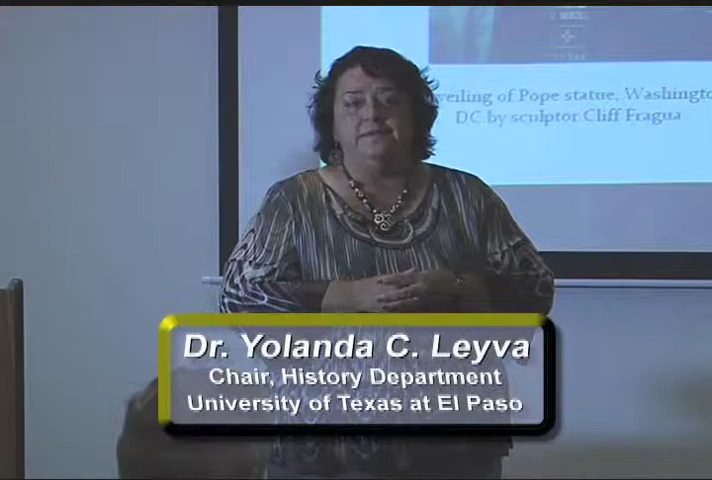 veiling of Pope statue, Washington
DC by sculptor Cliff Fragua
Dr. Yolanda C. Leyva
Chair, History Department
University of Texas at El Paso